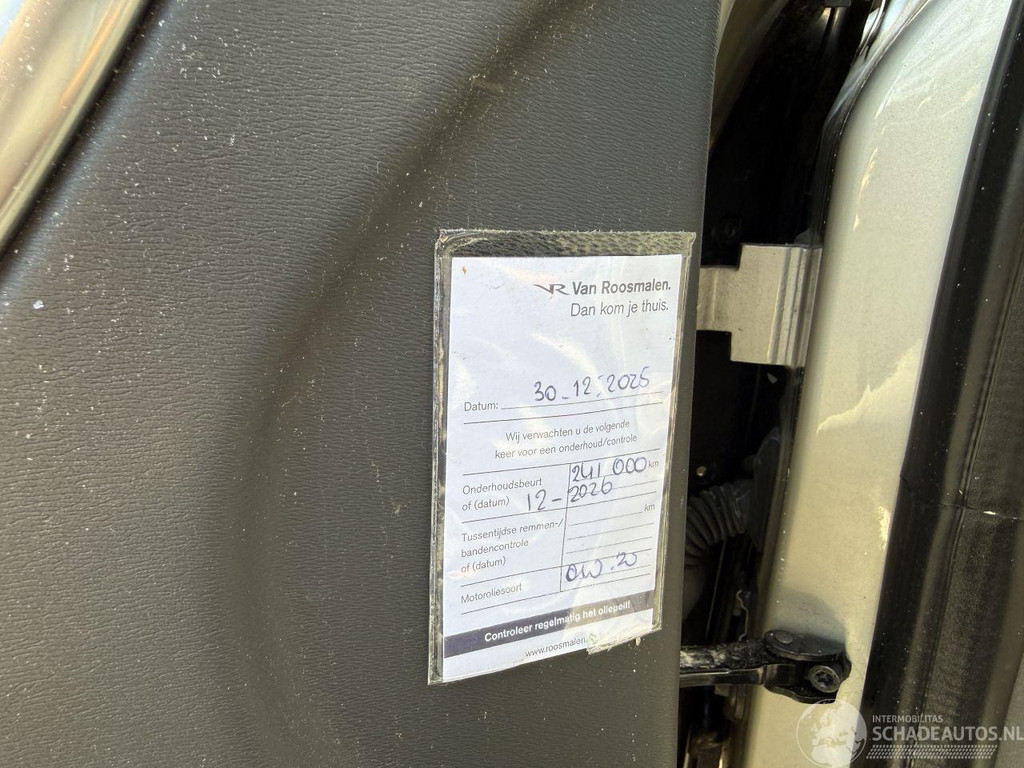 VR Van Roosmalen.
Dan kom je thuis.
Datum: 30-12-2025
Wij verwachten u de volgende
keer voor een onderhoud/controle
Onderhoudsbeurt 241 000 km
of (datum) 12-2026
Tussentijdse remmen-/ km
bandencontrole
of (datum)
Motoroliesoort 0W.20
Controleer regelmatig het oliepeil!
www.roosmalen.
INTERMOBILITAS
SCHADEAUTOS.NL